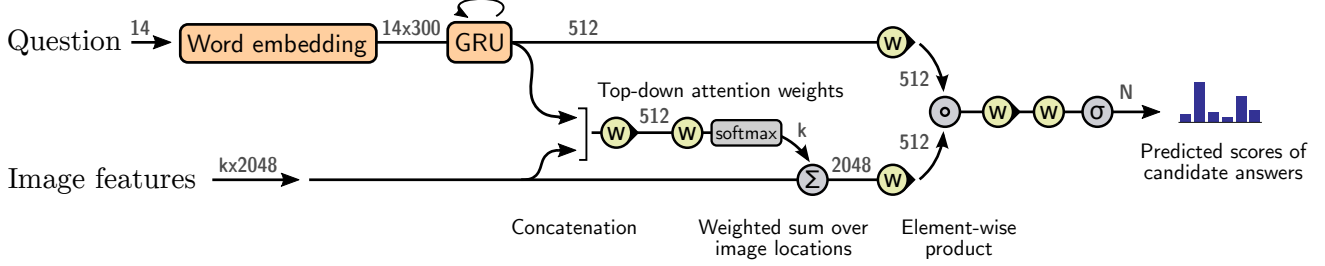 Question
14
Word embedding
14x300
GRU
512
w
512
Top-down attention weights
w
512
w
softmax
k
w
w
σ
N
Predicted scores of
candidate answers
Image features
kx2048
Σ
2048
w
512
Concatenation
Weighted sum over
image locations
Element-wise
product